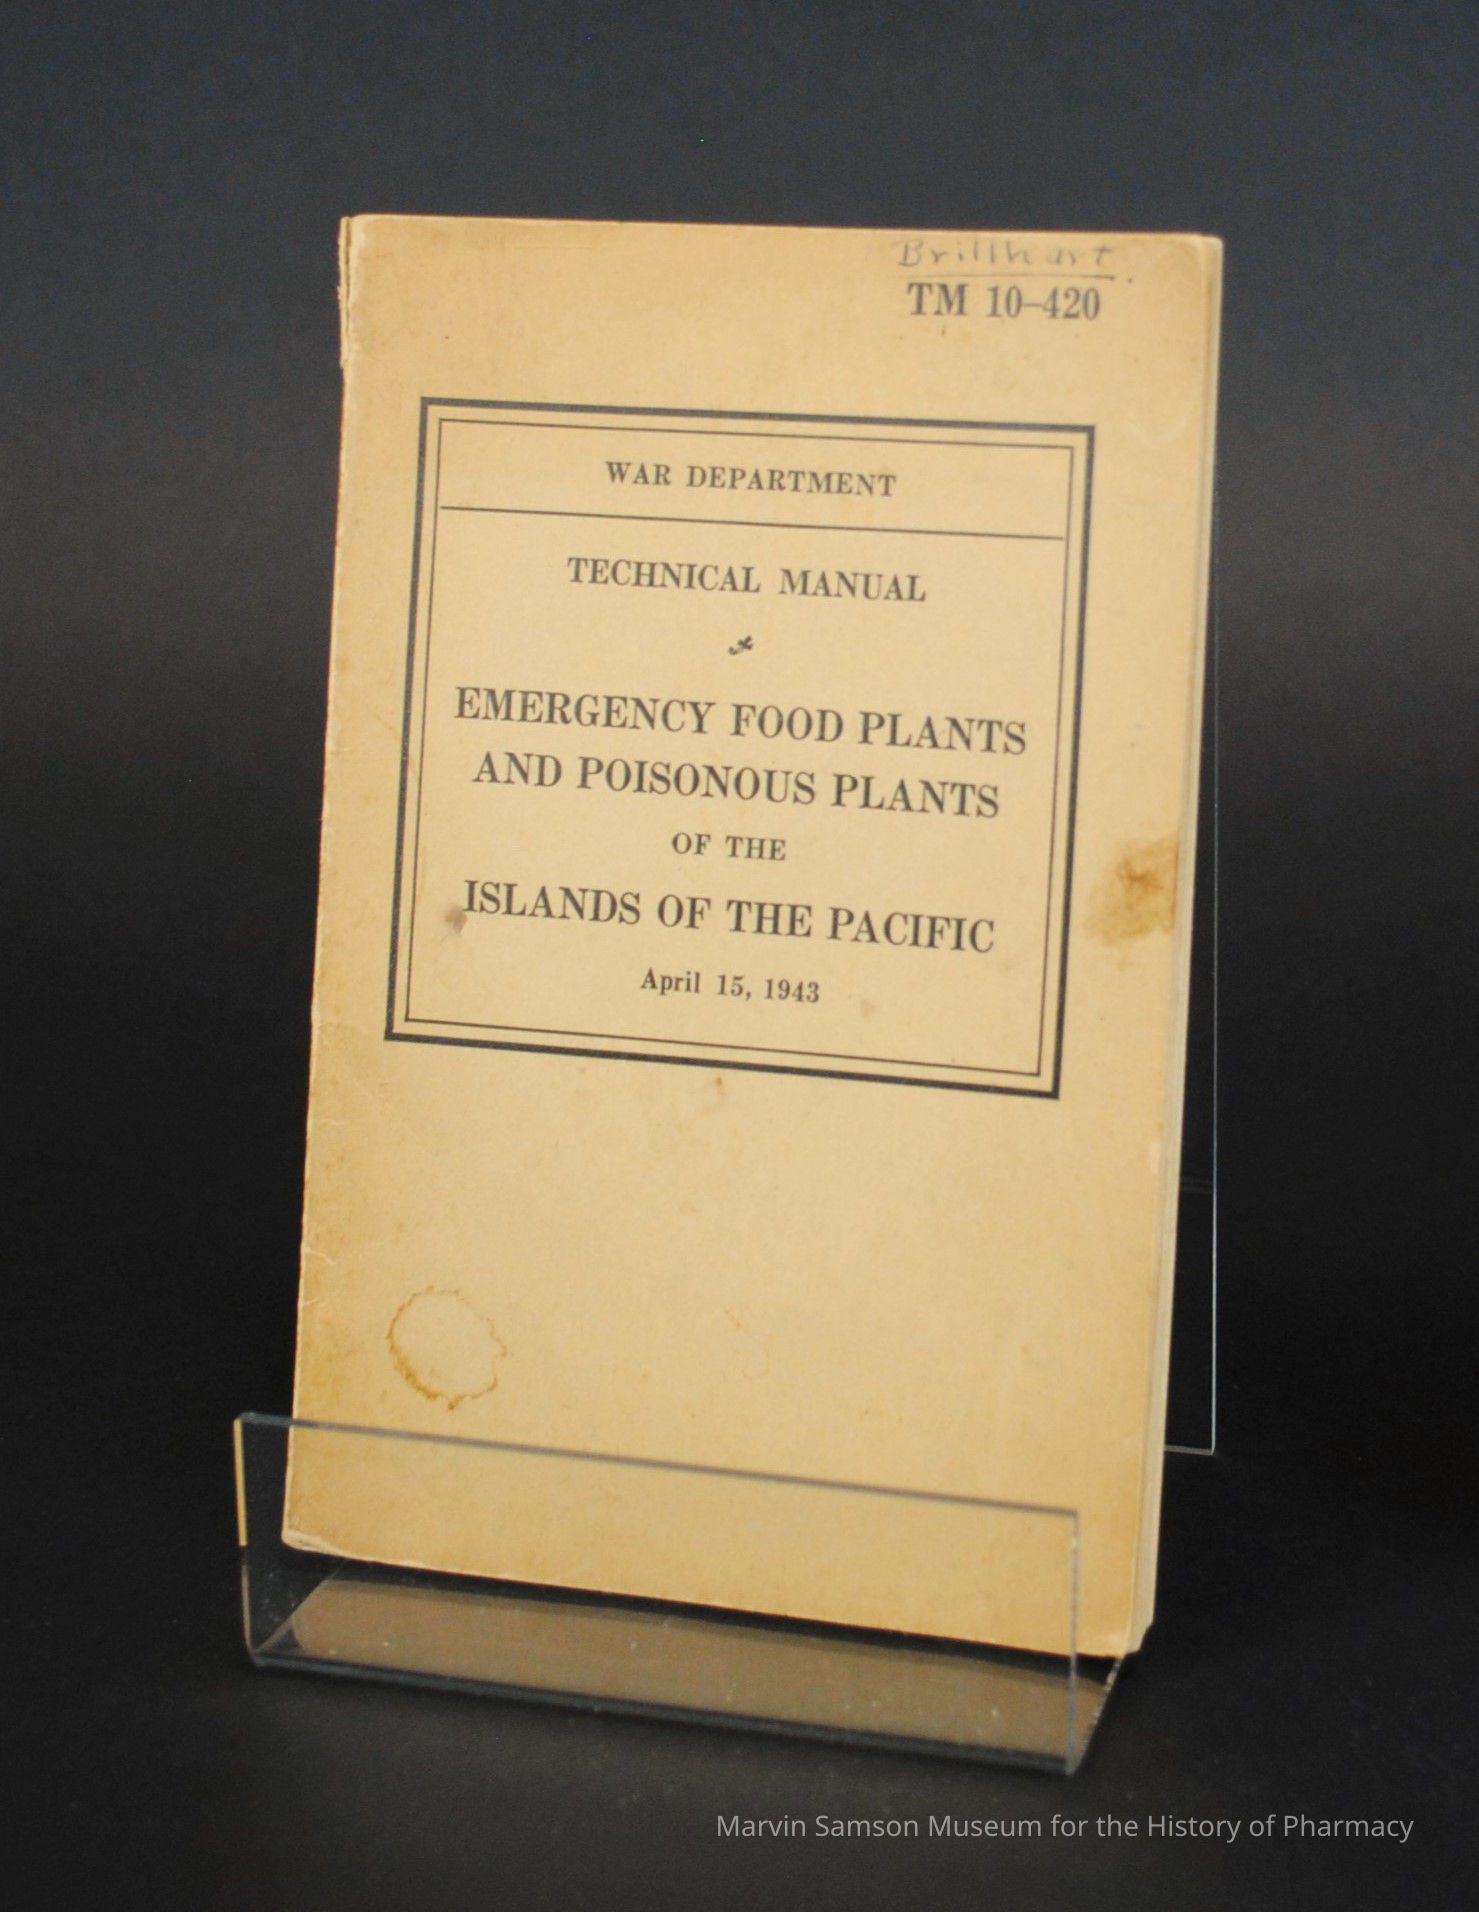 Brillhart
TM 10-420
WAR DEPARTMENT
TECHNICAL MANUAL
EMERGENCY FOOD PLANTS
AND POISONOUS PLANTS
OF THE
ISLANDS OF THE PACIFIC
April 15, 1943
Marvin Samson Museum for the History of Pharmacy